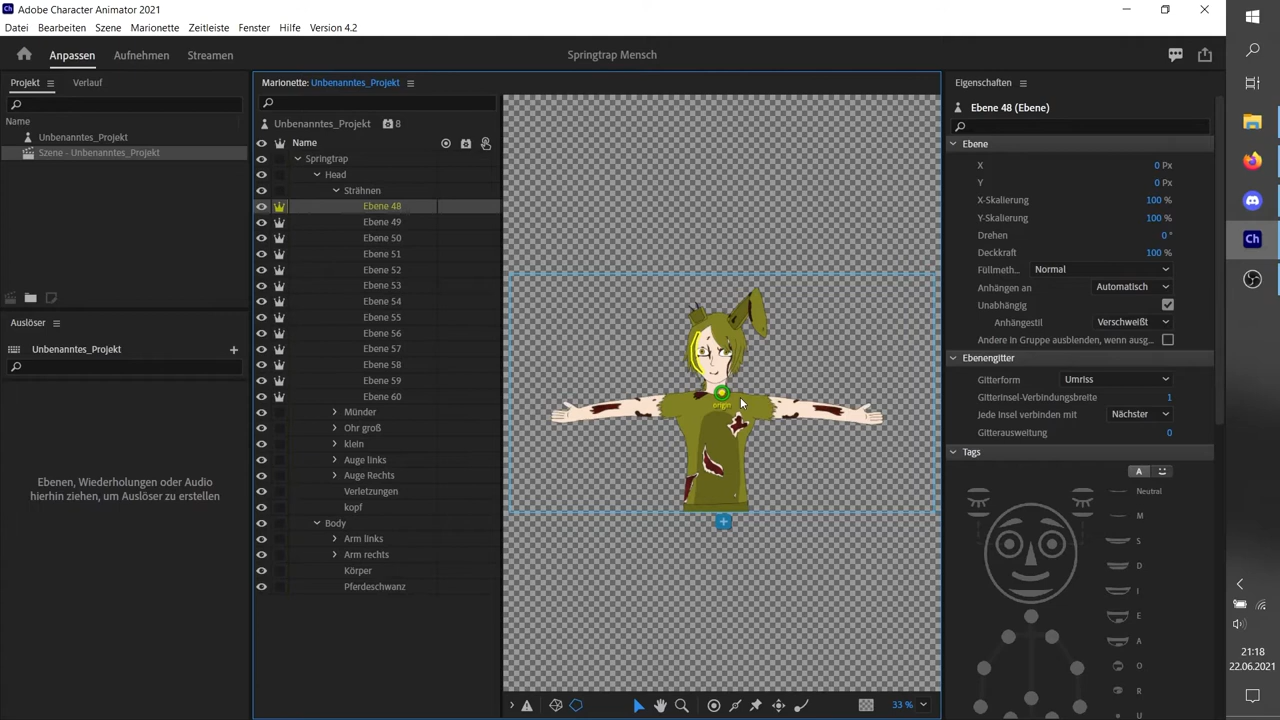 Adobe Character Animator 2021
Datei Bearbeiten Szene Marionette Zeitleiste Fenster Hilfe Version 4.2
Anpassen Aufnehmen Streamen Springtrap Mensch
Projekt Verlauf
Name
Unbenanntes_Projekt
Szene - Unbenanntes_Projekt
Auslöser
Unbenanntes_Projekt
Ebenen, Wiederholungen oder Audio
hierhin ziehen, um Auslöser zu erstellen
Marionette: Unbenanntes_Projekt
Unbenanntes_Projekt 8
Name
Springtrap
Head
Strähnen
Ebene 48
Ebene 49
Ebene 50
Ebene 51
Ebene 52
Ebene 53
Ebene 54
Ebene 55
Ebene 56
Ebene 57
Ebene 58
Ebene 59
Ebene 60
Münder
Ohr groß
klein
Auge links
Auge Rechts
Verletzungen
kopf
Body
Arm links
Arm rechts
Körper
Pferdeschwanz
origin
33 %
Eigenschaften
Ebene 48 (Ebene)
Ebene
X 0 Px
Y 0 Px
X-Skalierung 100 %
Y-Skalierung 100 %
Drehen 0 °
Deckkraft 100 %
Füllmeth... Normal
Anhängen an Automatisch
Unabhängig
Anhängestil Verschweißt
Andere in Gruppe ausblenden, wenn ausg...
Ebenengitter
Gitterform Umriss
Gitterinsel-Verbindungsbreite 1
Jede Insel verbinden mit Nächster
Gitterausweitung 0
Tags
A
Neutral
M
S
D
I
E
A
O
R
U
Ch
21:18
22.06.2021